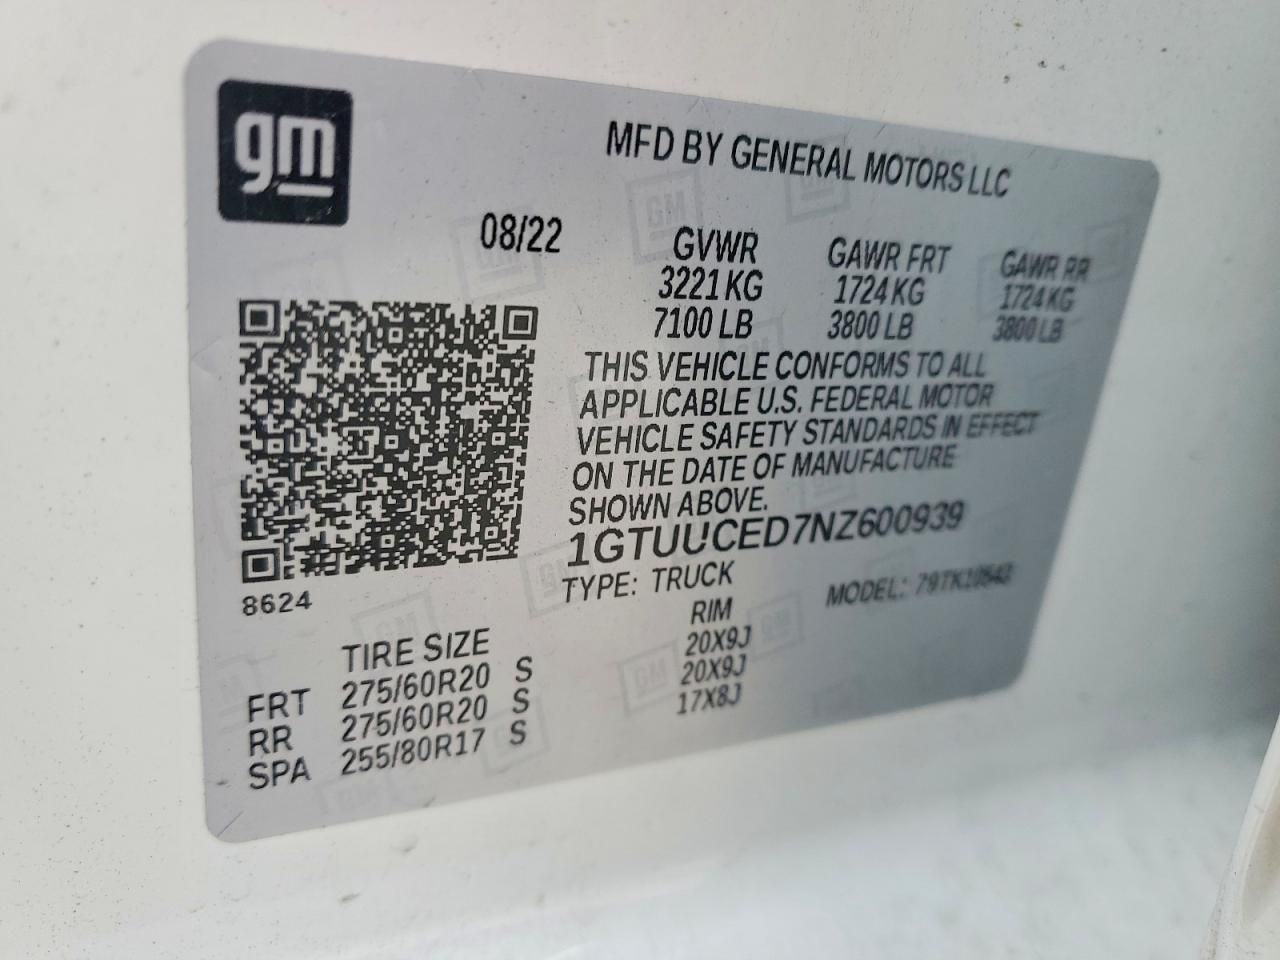 gm
MFD BY GENERAL MOTORS LLC
08/22 GVWR GAWR FRT GAWR RR
3221 KG 1724 KG 1724 KG
7100 LB 3800 LB 3800 LB
THIS VEHICLE CONFORMS TO ALL
APPLICABLE U.S. FEDERAL MOTOR
VEHICLE SAFETY STANDARDS IN EFFECT
ON THE DATE OF MANUFACTURE
SHOWN ABOVE.
1GTUUCED7NZ600939
8624
TYPE: TRUCK MODEL: 79TK10543
TIRE SIZE RIM
FRT 275/60R20 S 20X9J
RR 275/60R20 S 20X9J
SPA 255/80R17 S 17X8J